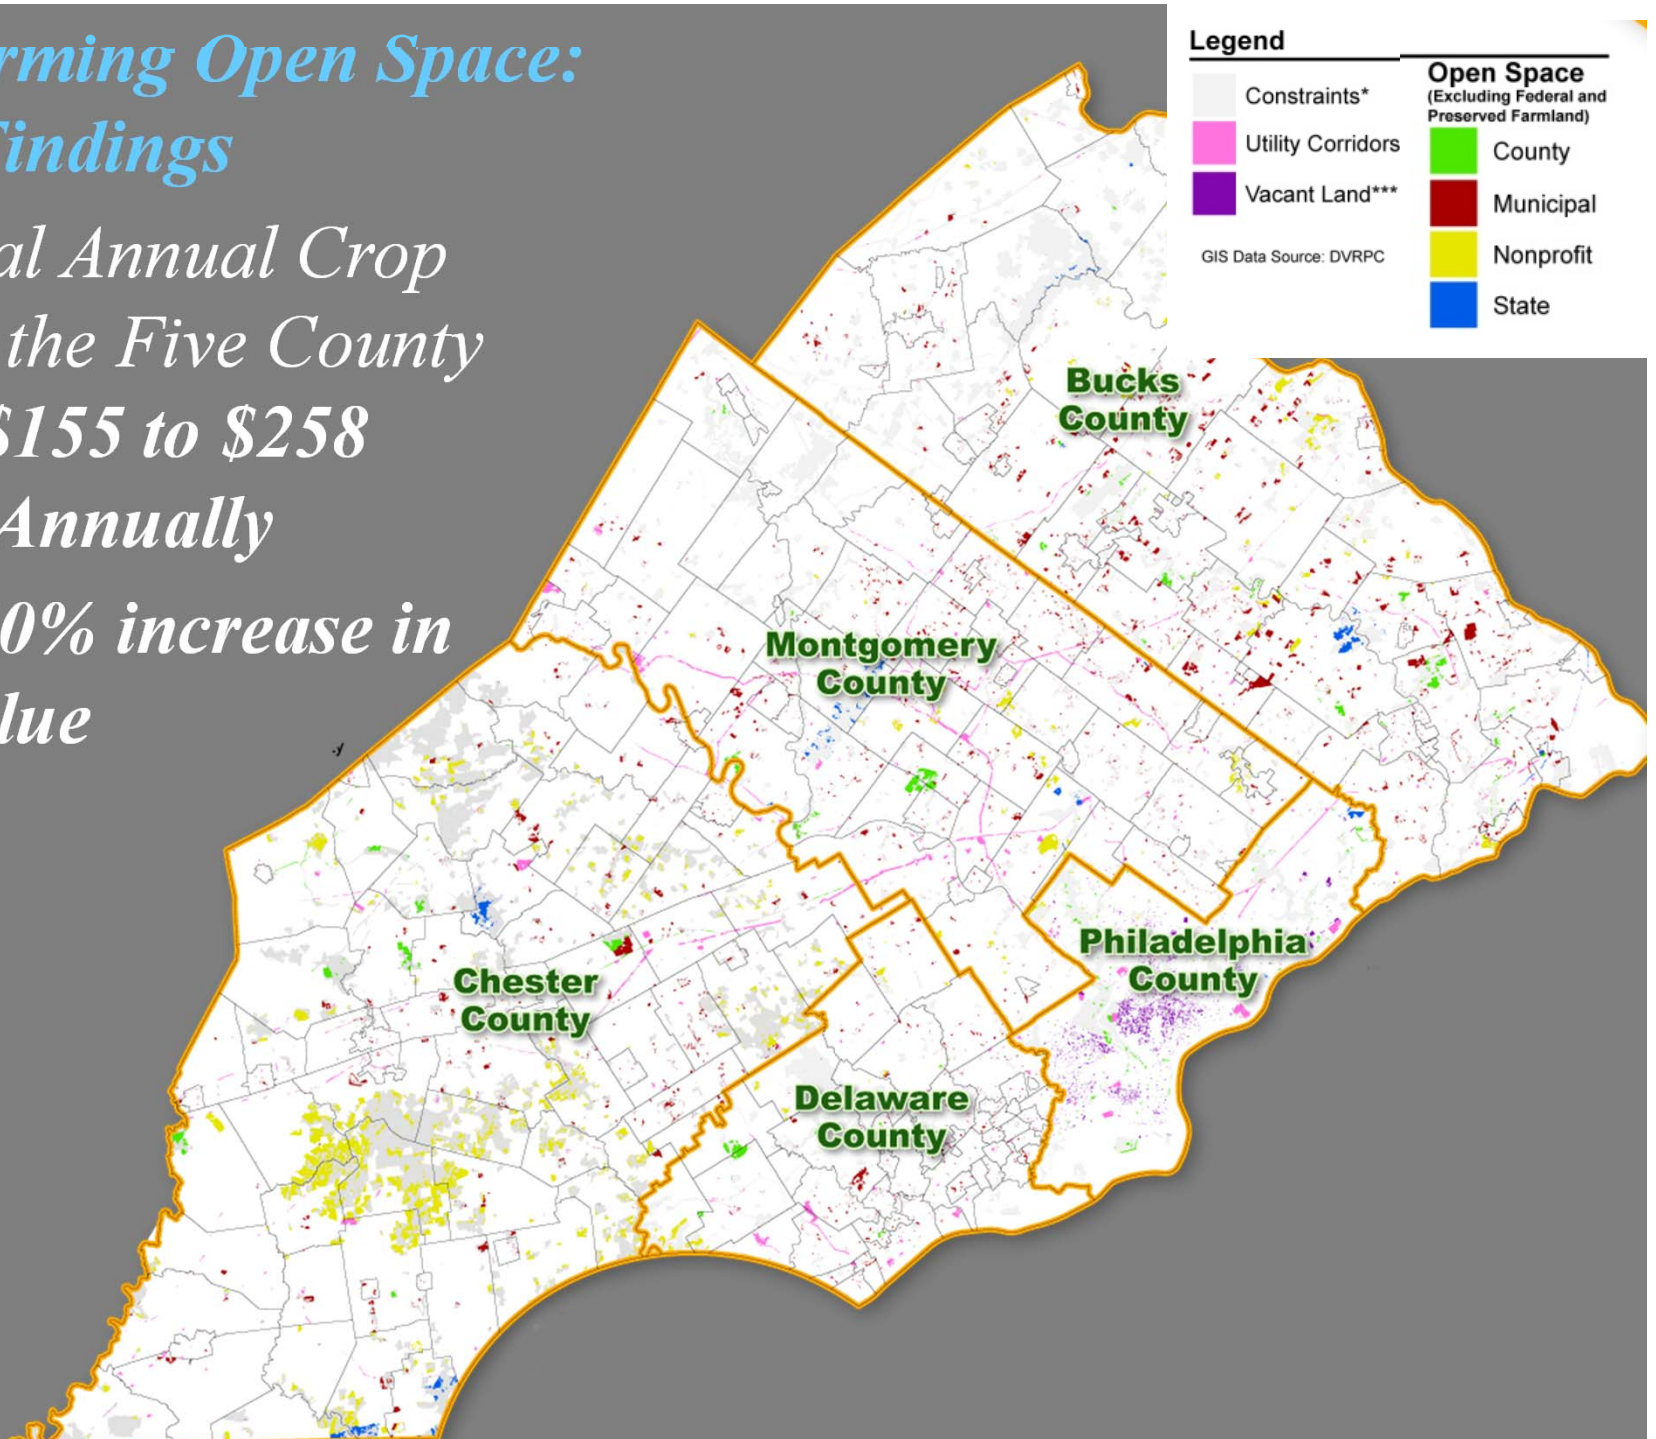 rming Open Space:
Findings
al Annual Crop
the Five County
$155 to $258
Annually
0% increase in
lue
Legend
Constraints*
Utility Corridors
Vacant Land***
GIS Data Source: DVRPC
Open Space
(Excluding Federal and
Preserved Farmland)
County
Municipal
Nonprofit
State
Bucks
County
Montgomery
County
Chester
County
Philadelphia
County
Delaware
County